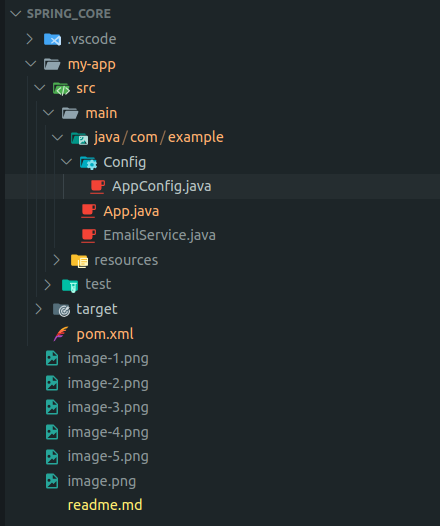 SPRING_CORE
.vscode
my-app
src
main
java/com/example
Config
AppConfig.java
App.java
EmailService.java
resources
test
target
pom.xml
image-1.png
image-2.png
image-3.png
image-4.png
image-5.png
image.png
readme.md